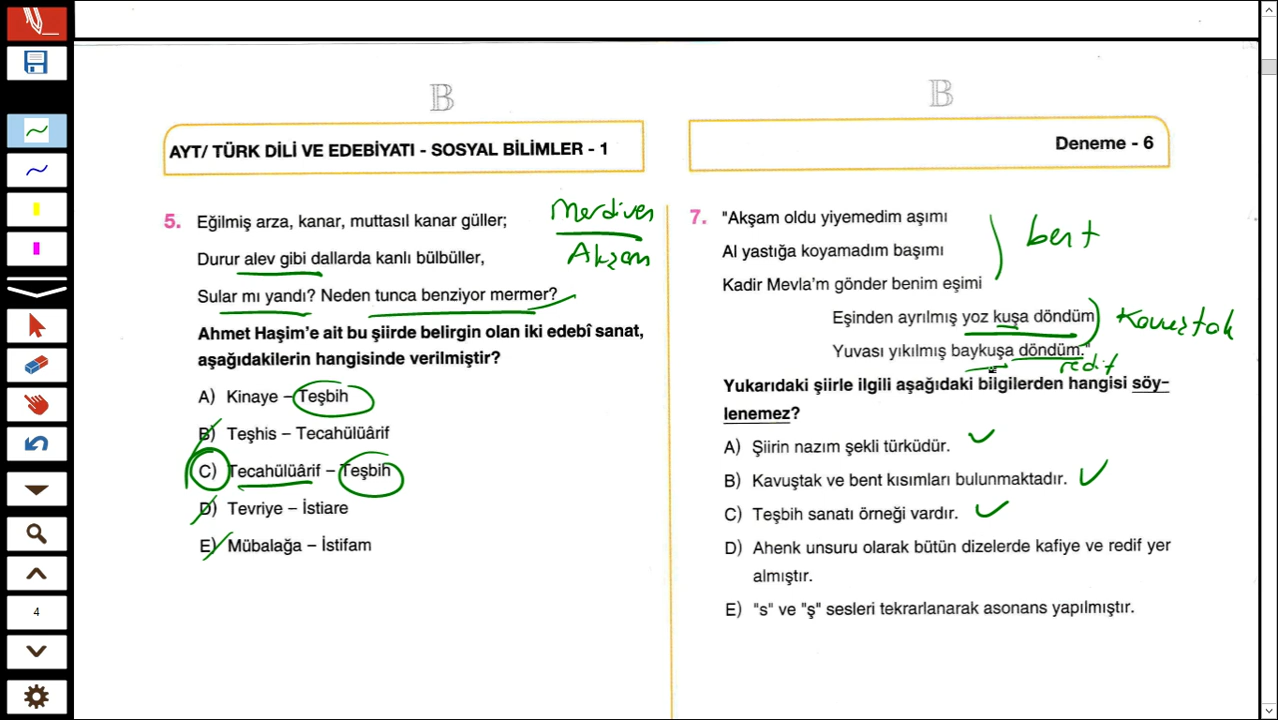 B
AYT/ TÜRK DİLİ VE EDEBİYATI - SOSYAL BİLİMLER - 1
5. Eğilmiş arza, kanar, muttasıl kanar güller;
Durur alev gibi dallarda kanlı bülbüller,
Sular mı yandı? Neden tunca benziyor mermer?
Merdiven
Akşam
Ahmet Haşim'e ait bu şiirde belirgin olan iki edebî sanat,
aşağıdakilerin hangisinde verilmiştir?
A) Kinaye – Teşbih
B) Teşhis – Tecahülüârif
C) Tecahülüârif – Teşbih
D) Tevriye – İstiare
E) Mübalağa – İstifam
B
Deneme - 6
7. "Akşam oldu yiyemedim aşımı
Al yastığa koyamadım başımı
Kadir Mevla'm gönder benim eşimi
bent
Eşinden ayrılmış yoz kuşa döndüm
Yuvası yıkılmış baykuşa döndüm."
Kavuştak
redif
Yukarıdaki şiirle ilgili aşağıdaki bilgilerden hangisi söy-
lenemez?
A) Şiirin nazım şekli türküdür.
B) Kavuştak ve bent kısımları bulunmaktadır.
C) Teşbih sanatı örneği vardır.
D) Ahenk unsuru olarak bütün dizelerde kafiye ve redif yer
almıştır.
E) "s" ve "ş" sesleri tekrarlanarak asonans yapılmıştır.
4